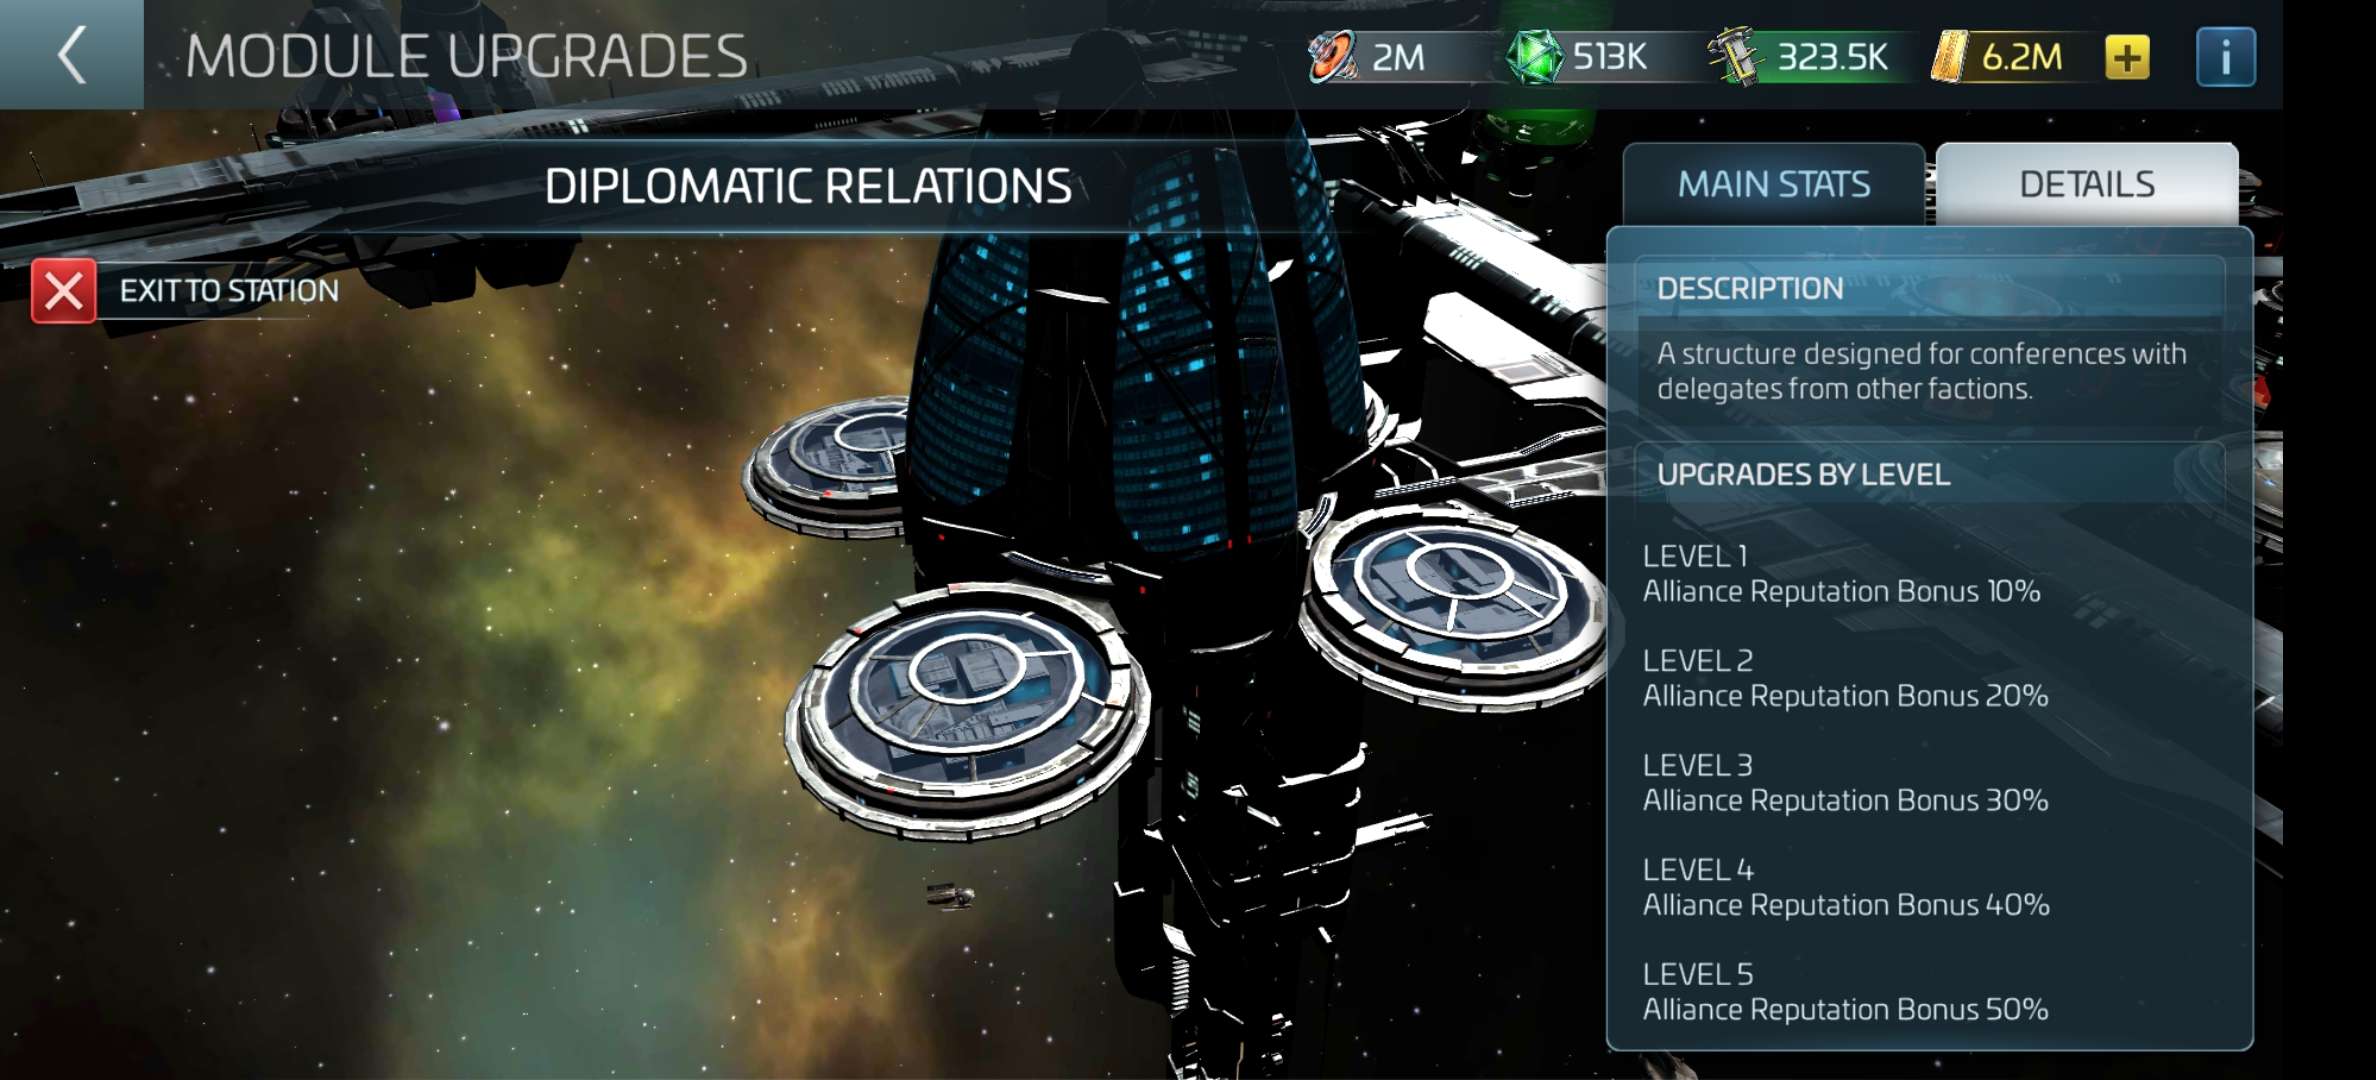 MODULE UPGRADES
2M
513K
323.5K
6.2M
DIPLOMATIC RELATIONS
EXIT TO STATION
MAIN STATS
DETAILS
DESCRIPTION
A structure designed for conferences with
delegates from other factions.
UPGRADES BY LEVEL
LEVEL 1
Alliance Reputation Bonus 10%
LEVEL 2
Alliance Reputation Bonus 20%
LEVEL 3
Alliance Reputation Bonus 30%
LEVEL 4
Alliance Reputation Bonus 40%
LEVEL 5
Alliance Reputation Bonus 50%